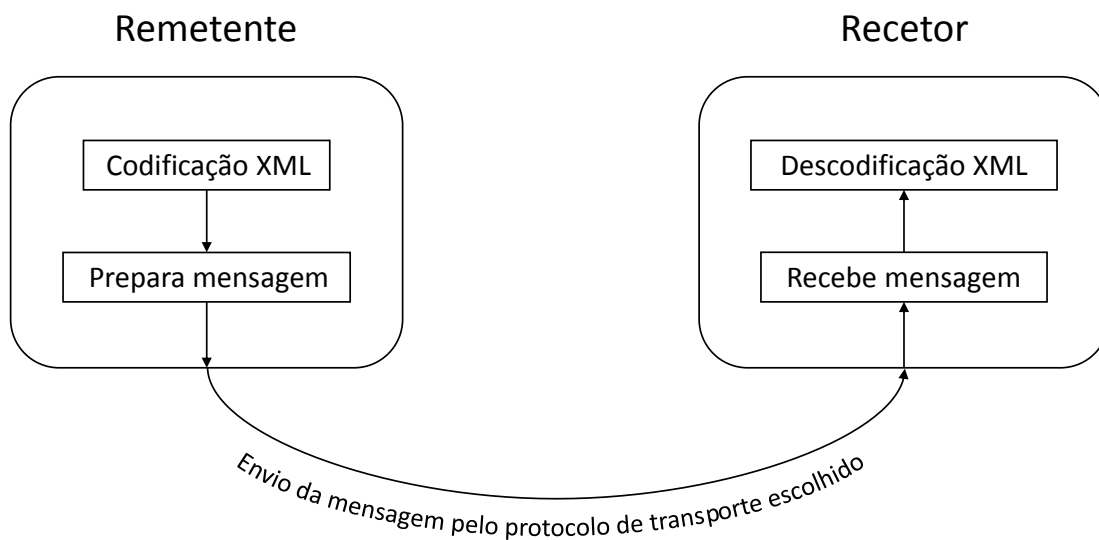 Remetente
Recetor
Codificação XML
Descodificação XML
Prepara mensagem
Recebe mensagem
Envio da mensagem pelo protocolo de transporte escolhido